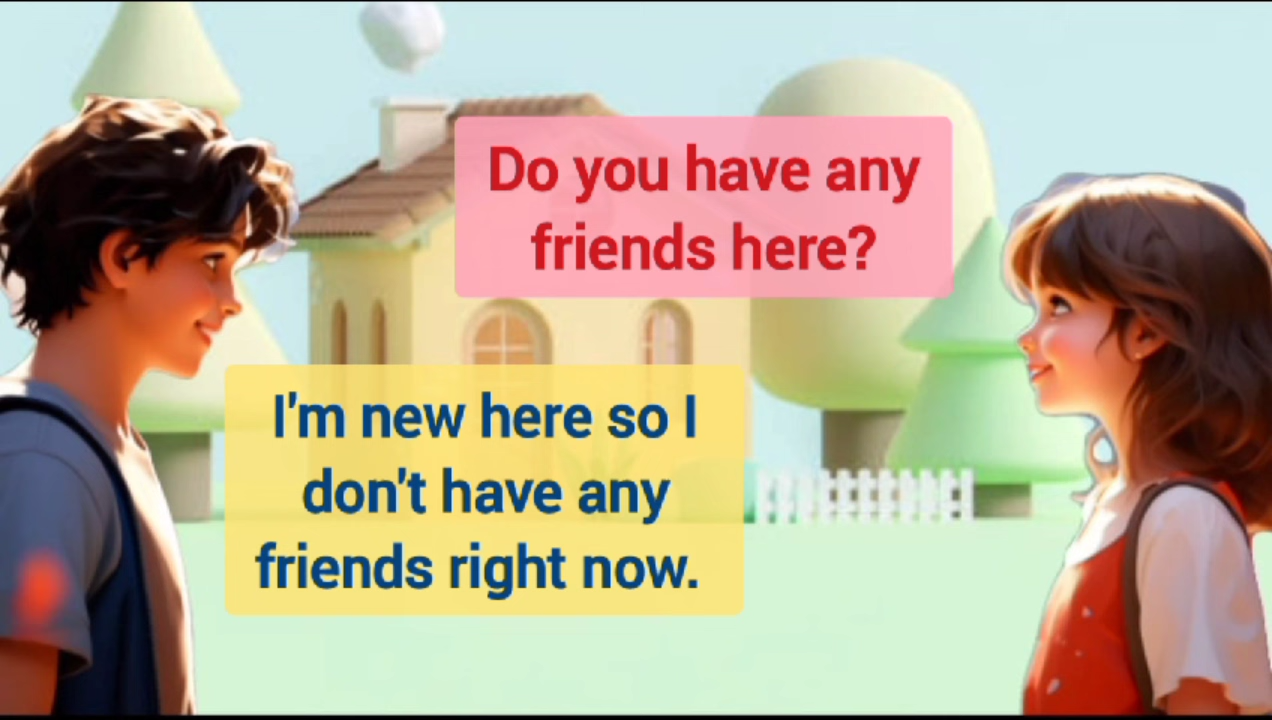 Do you have any
friends here?
I'm new here so I
don't have any
friends right now.